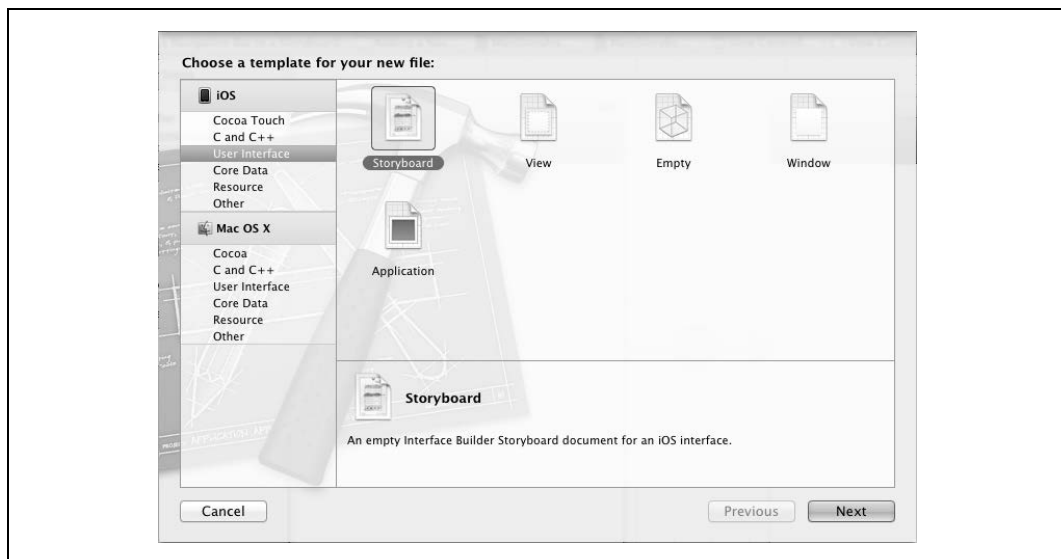 Choose a template for your new file:
iOS
Cocoa Touch
C and C++
User Interface
Core Data
Resource
Other
Mac OS X
Cocoa
C and C++
User Interface
Core Data
Resource
Other
Storyboard
View
Empty
Window
Application
Storyboard
An empty Interface Builder Storyboard document for an iOS interface.
Cancel
Previous
Next